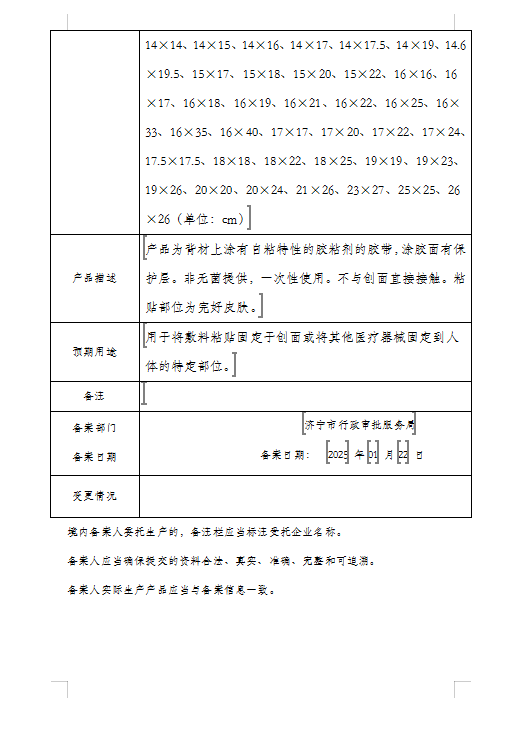 14×14、14×15、14×16、14×17、14×17.5、14×19、14.6
×19.5、15×17、15×18、15×20、15×22、16×16、16
×17、16×18、16×19、16×21、16×22、16×25、16×
33、16×35、16×40、17×17、17×20、17×22、17×24、
17.5×17.5、18×18、18×22、18×25、19×19、19×23、
19×26、20×20、20×24、21×26、23×27、25×25、26
×26（单位：cm）
产品描述
产品为背材上涂有自粘特性的胶粘剂的胶带,涂胶面有保
护层。非无菌提供，一次性使用。不与创面直接接触。粘
贴部位为完好皮肤。
预期用途
用于将敷料粘贴固定于创面或将其他医疗器械固定到人
体的特定部位。
备注
备案部门
济宁市行政审批服务局
备案日期
备案日期： 2025 年 01 月 22 日
变更情况
境内备案人委托生产的，备注栏应当标注受托企业名称。
备案人应当确保提交的资料合法、真实、准确、完整和可追溯。
备案人实际生产产品应当与备案信息一致。